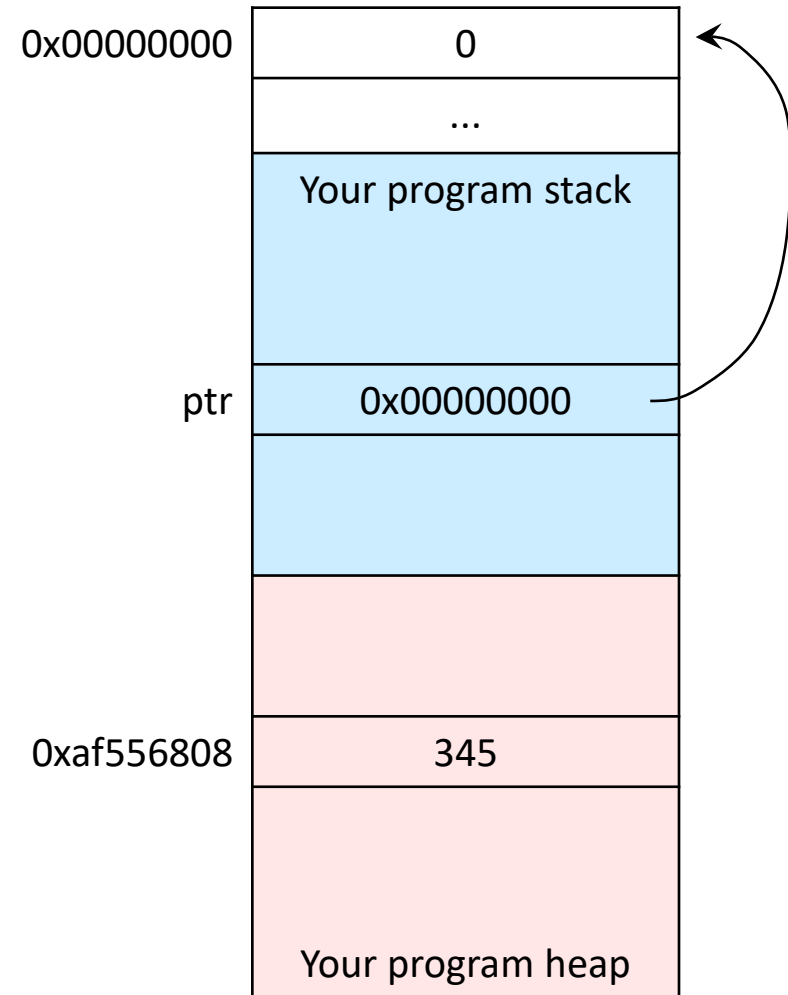 0x00000000 0
...
Your program stack
ptr 0x00000000
0xaf556808 345
Your program heap